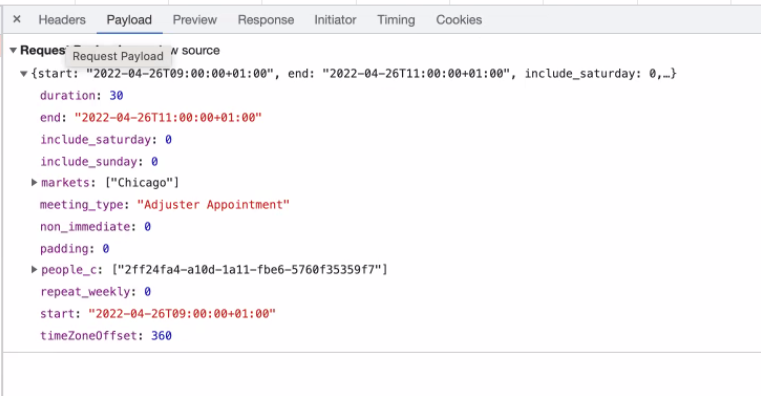 × Headers Payload Preview Response Initiator Timing Cookies
Request w source
Request Payload
{start: "2022-04-26T09:00:00+01:00", end: "2022-04-26T11:00:00+01:00", include_saturday: 0,…}
duration: 30
end: "2022-04-26T11:00:00+01:00"
include_saturday: 0
include_sunday: 0
markets: ["Chicago"]
meeting_type: "Adjuster Appointment"
non_immediate: 0
padding: 0
people_c: ["2ff24fa4-a10d-1a11-fbe6-5760f35359f7"]
repeat_weekly: 0
start: "2022-04-26T09:00:00+01:00"
timeZoneOffset: 360